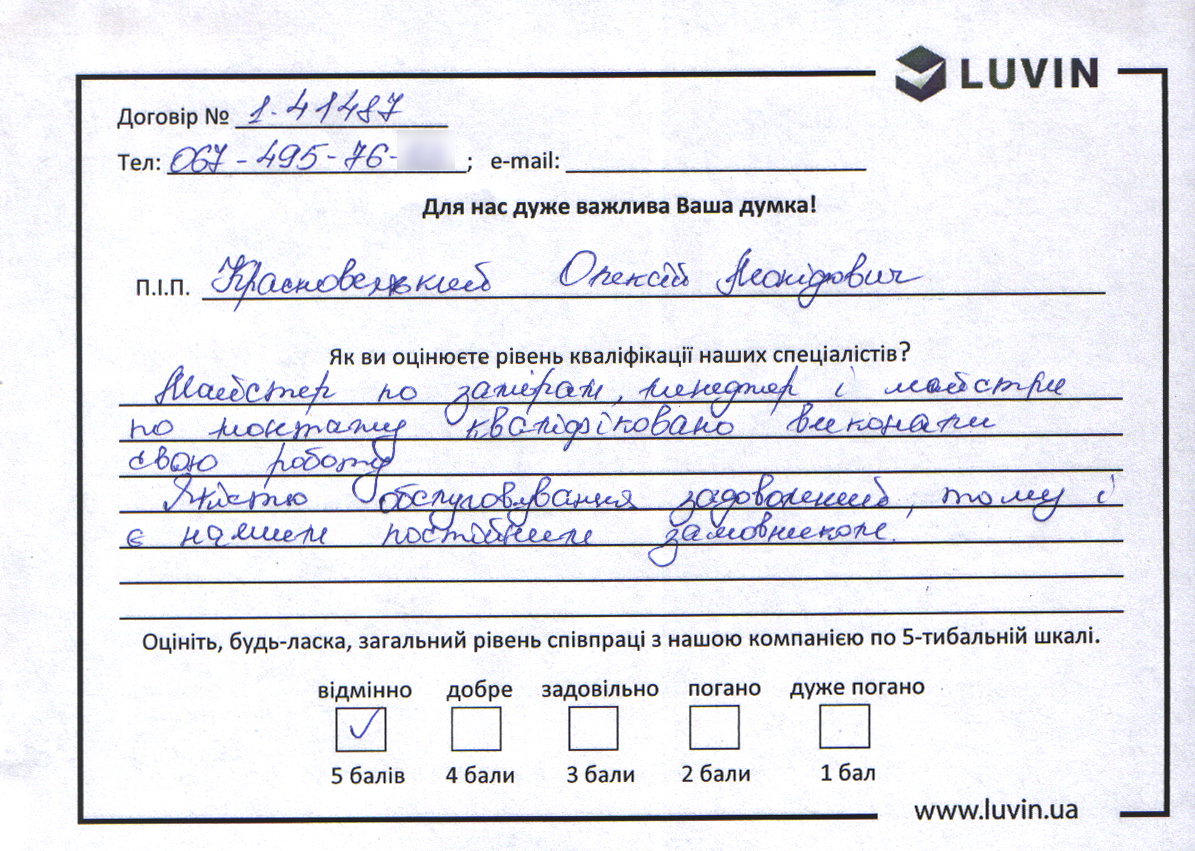 LUVIN
Договір № 1-41487
Тел: 067-495-76- ; e-mail:
Для нас дуже важлива Ваша думка!
П.І.П. Олексій Леонідович
Як ви оцінюєте рівень кваліфікації наших спеціалістів?
Майстер по замірам, менеджер і майстри
по монтажу кваліфіковано виконали
свою роботу
Якістю обслуговування задоволений, тому і
є нашим постійним замовником.
Оцініть, будь-ласка, загальний рівень співпраці з нашою компанією по 5-тибальній шкалі.
відмінно добре задовільно погано дуже погано
5 балів 4 бали 3 бали 2 бали 1 бал
www.luvin.ua